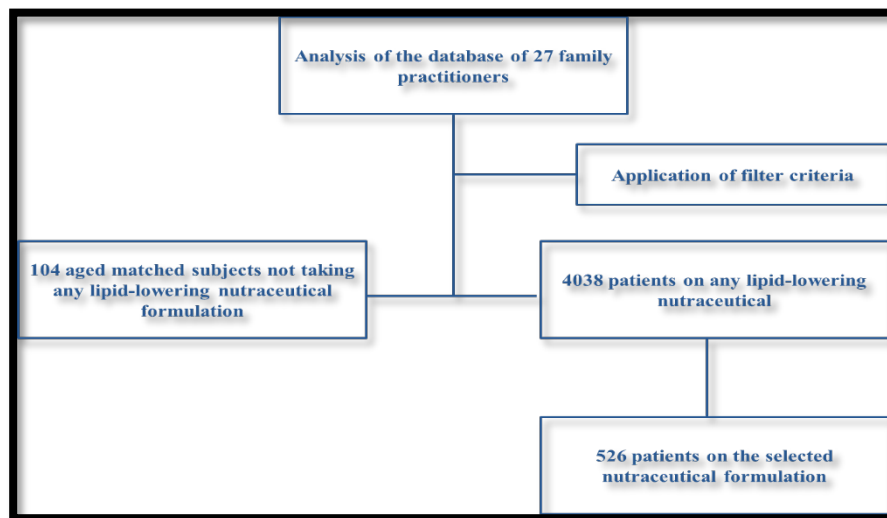 Analysis of the database of 27 family
practitioners
Application of filter criteria
104 aged matched subjects not taking
any lipid-lowering nutraceutical
formulation
4038 patients on any lipid-lowering
nutraceutical
526 patients on the selected
nutraceutical formulation